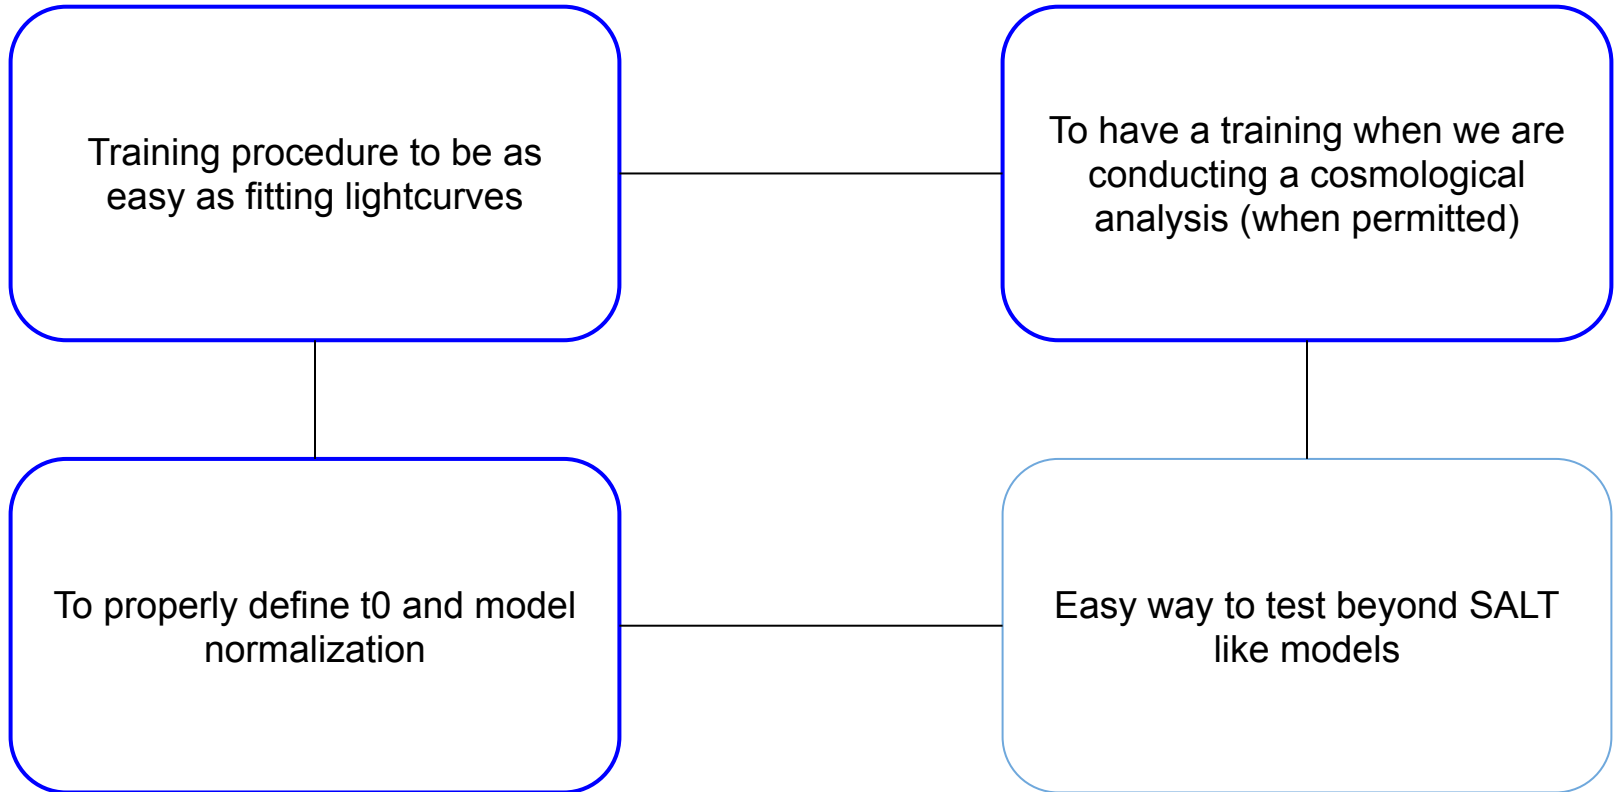 Training procedure to be as
easy as fitting lightcurves
To have a training when we are
conducting a cosmological
analysis (when permitted)
To properly define t0 and model
normalization
Easy way to test beyond SALT
like models